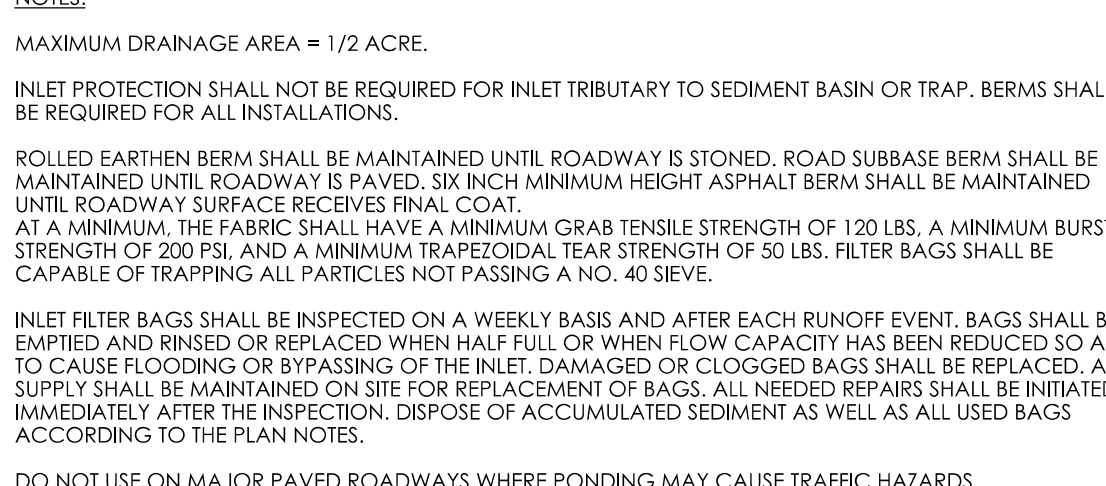 NOTES:
MAXIMUM DRAINAGE AREA = 1/2 ACRE.
INLET PROTECTION SHALL NOT BE REQUIRED FOR INLET TRIBUTARY TO SEDIMENT BASIN OR TRAP. BERMS SHAL
BE REQUIRED FOR ALL INSTALLATIONS.
ROLLED EARTHEN BERM SHALL BE MAINTAINED UNTIL ROADWAY IS STONED. ROAD SUBBASE BERM SHALL BE
MAINTAINED UNTIL ROADWAY IS PAVED. SIX INCH MINIMUM HEIGHT ASPHALT BERM SHALL BE MAINTAINED
UNTIL ROADWAY SURFACE RECEIVES FINAL COAT.
AT A MINIMUM, THE FABRIC SHALL HAVE A MINIMUM GRAB TENSILE STRENGTH OF 120 LBS, A MINIMUM BURST
STRENGTH OF 200 PSI, AND A MINIMUM TRAPEZOIDAL TEAR STRENGTH OF 50 LBS. FILTER BAGS SHALL BE
CAPABLE OF TRAPPING ALL PARTICLES NOT PASSING A NO. 40 SIEVE.
INLET FILTER BAGS SHALL BE INSPECTED ON A WEEKLY BASIS AND AFTER EACH RUNOFF EVENT. BAGS SHALL B
EMPTIED AND RINSED OR REPLACED WHEN HALF FULL OR WHEN FLOW CAPACITY HAS BEEN REDUCED SO A
TO CAUSE FLOODING OR BYPASSING OF THE INLET. DAMAGED OR CLOGGED BAGS SHALL BE REPLACED. A
SUPPLY SHALL BE MAINTAINED ON SITE FOR REPLACEMENT OF BAGS. ALL NEEDED REPAIRS SHALL BE INITIATED
IMMEDIATELY AFTER THE INSPECTION. DISPOSE OF ACCUMULATED SEDIMENT AS WELL AS ALL USED BAGS
ACCORDING TO THE PLAN NOTES.
DO NOT USE ON MAJOR PAVED ROADWAYS WHERE PONDING MAY CAUSE TRAFFIC HAZARDS